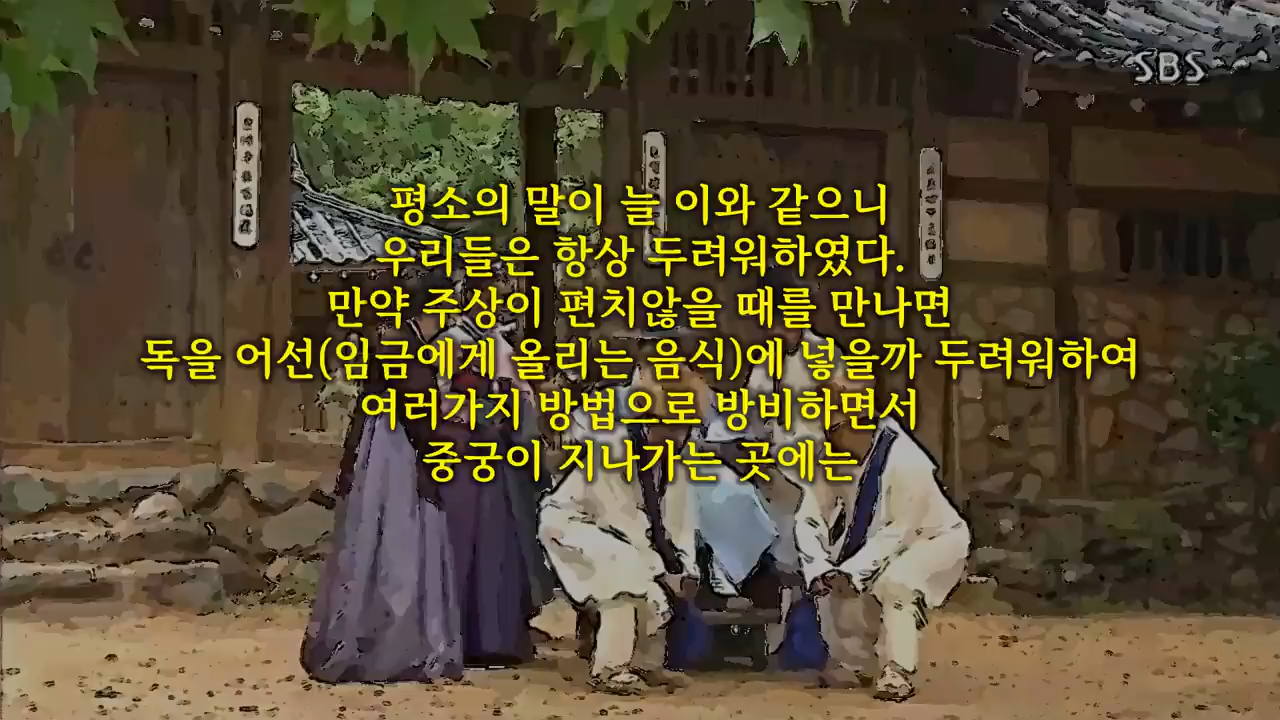 SBS
평소의 말이 늘 이와 같으니
우리들은 항상 두려워하였다.
만약 주상이 편치않을 때를 만나면
독을 어선(임금에게 올리는 음식)에 넣을까 두려워하여
여러가지 방법으로 방비하면서
중궁이 지나가는 곳에는